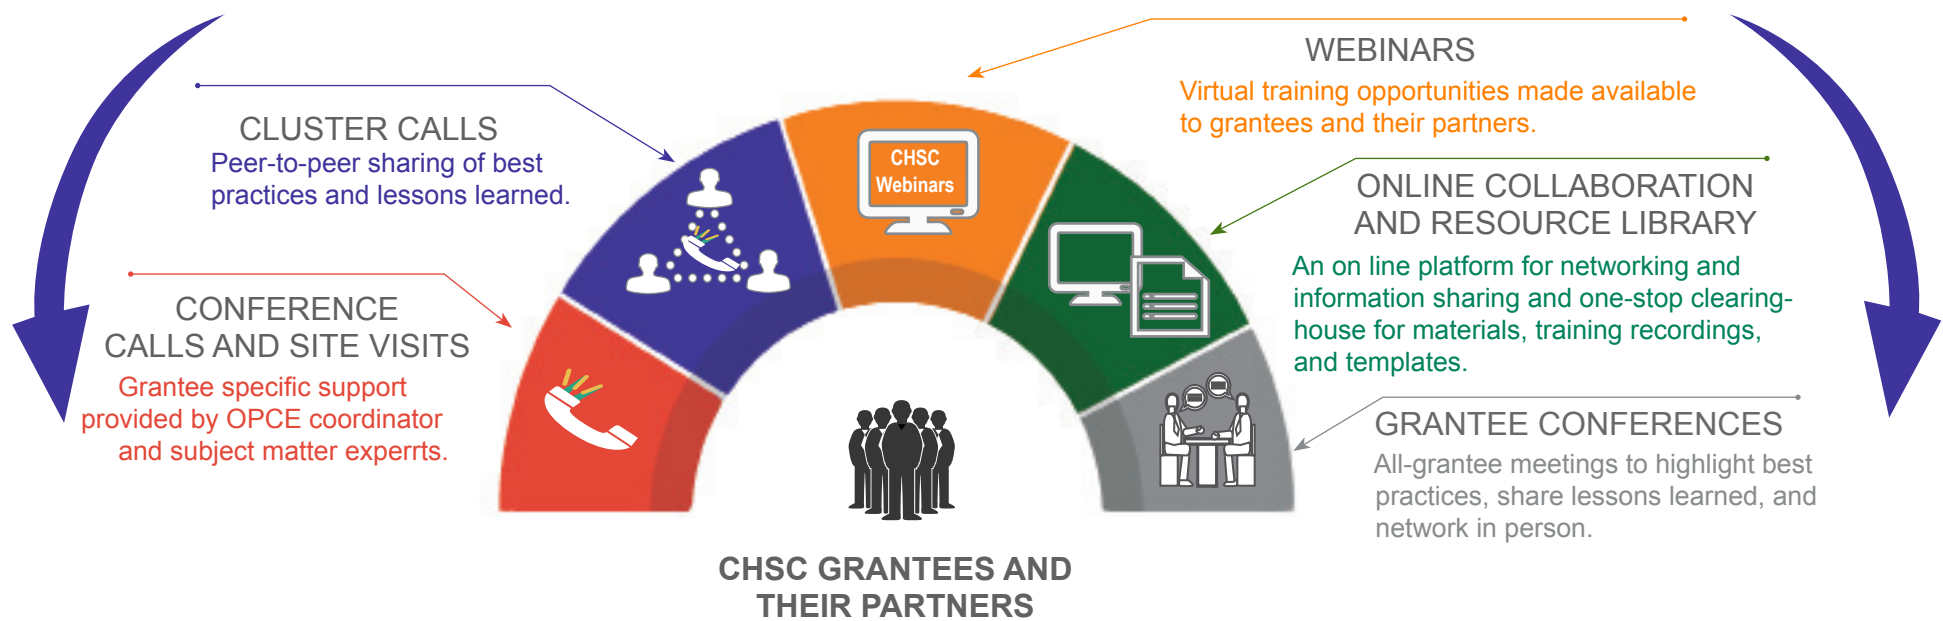 CLUSTER CALLS
Peer-to-peer sharing of best
practices and lessons learned.
CONFERENCE
CALLS AND SITE VISITS
Grantee specific support
provided by OPCE coordinator
and subject matter experrts.
CHSC
Webinars
WEBINARS
Virtual training opportunities made available
to grantees and their partners.
ONLINE COLLABORATION
AND RESOURCE LIBRARY
An on line platform for networking and
information sharing and one-stop clearing-
house for materials, training recordings,
and templates.
GRANTEE CONFERENCES
All-grantee meetings to highlight best
practices, share lessons learned, and
network in person.
CHSC GRANTEES AND
THEIR PARTNERS